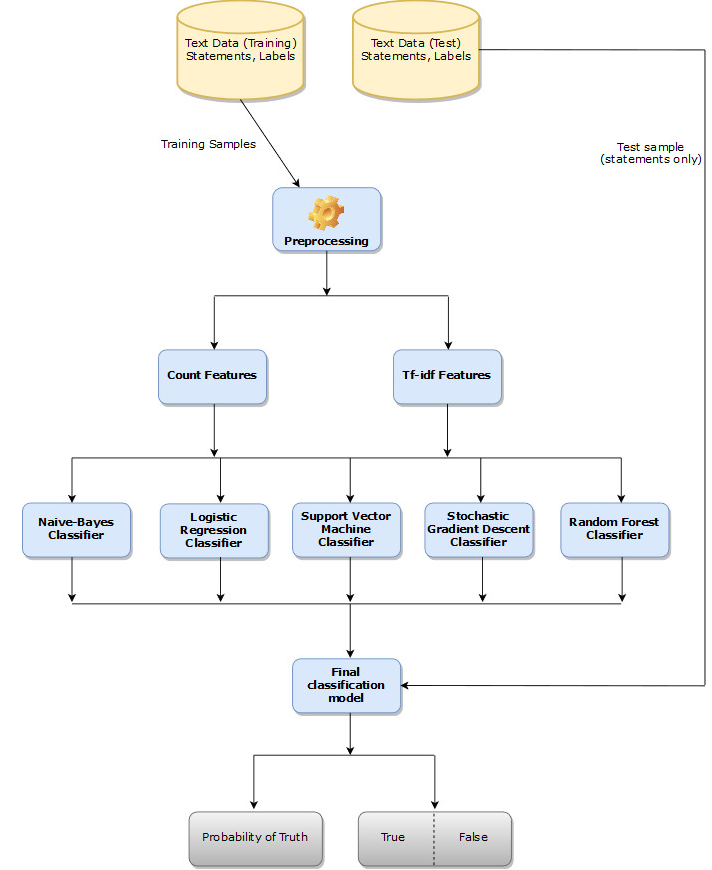 Text Data (Training)
Statements, Labels
Text Data (Test)
Statements, Labels
Training Samples
Test sample
(statements only)
Preprocessing
Count Features
Tf-idf Features
Naive-Bayes
Classifier
Logistic
Regression
Classifier
Support Vector
Machine
Classifier
Stochastic
Gradient Descent
Classifier
Random Forest
Classifier
Final
classification
model
Probability of Truth
True
False